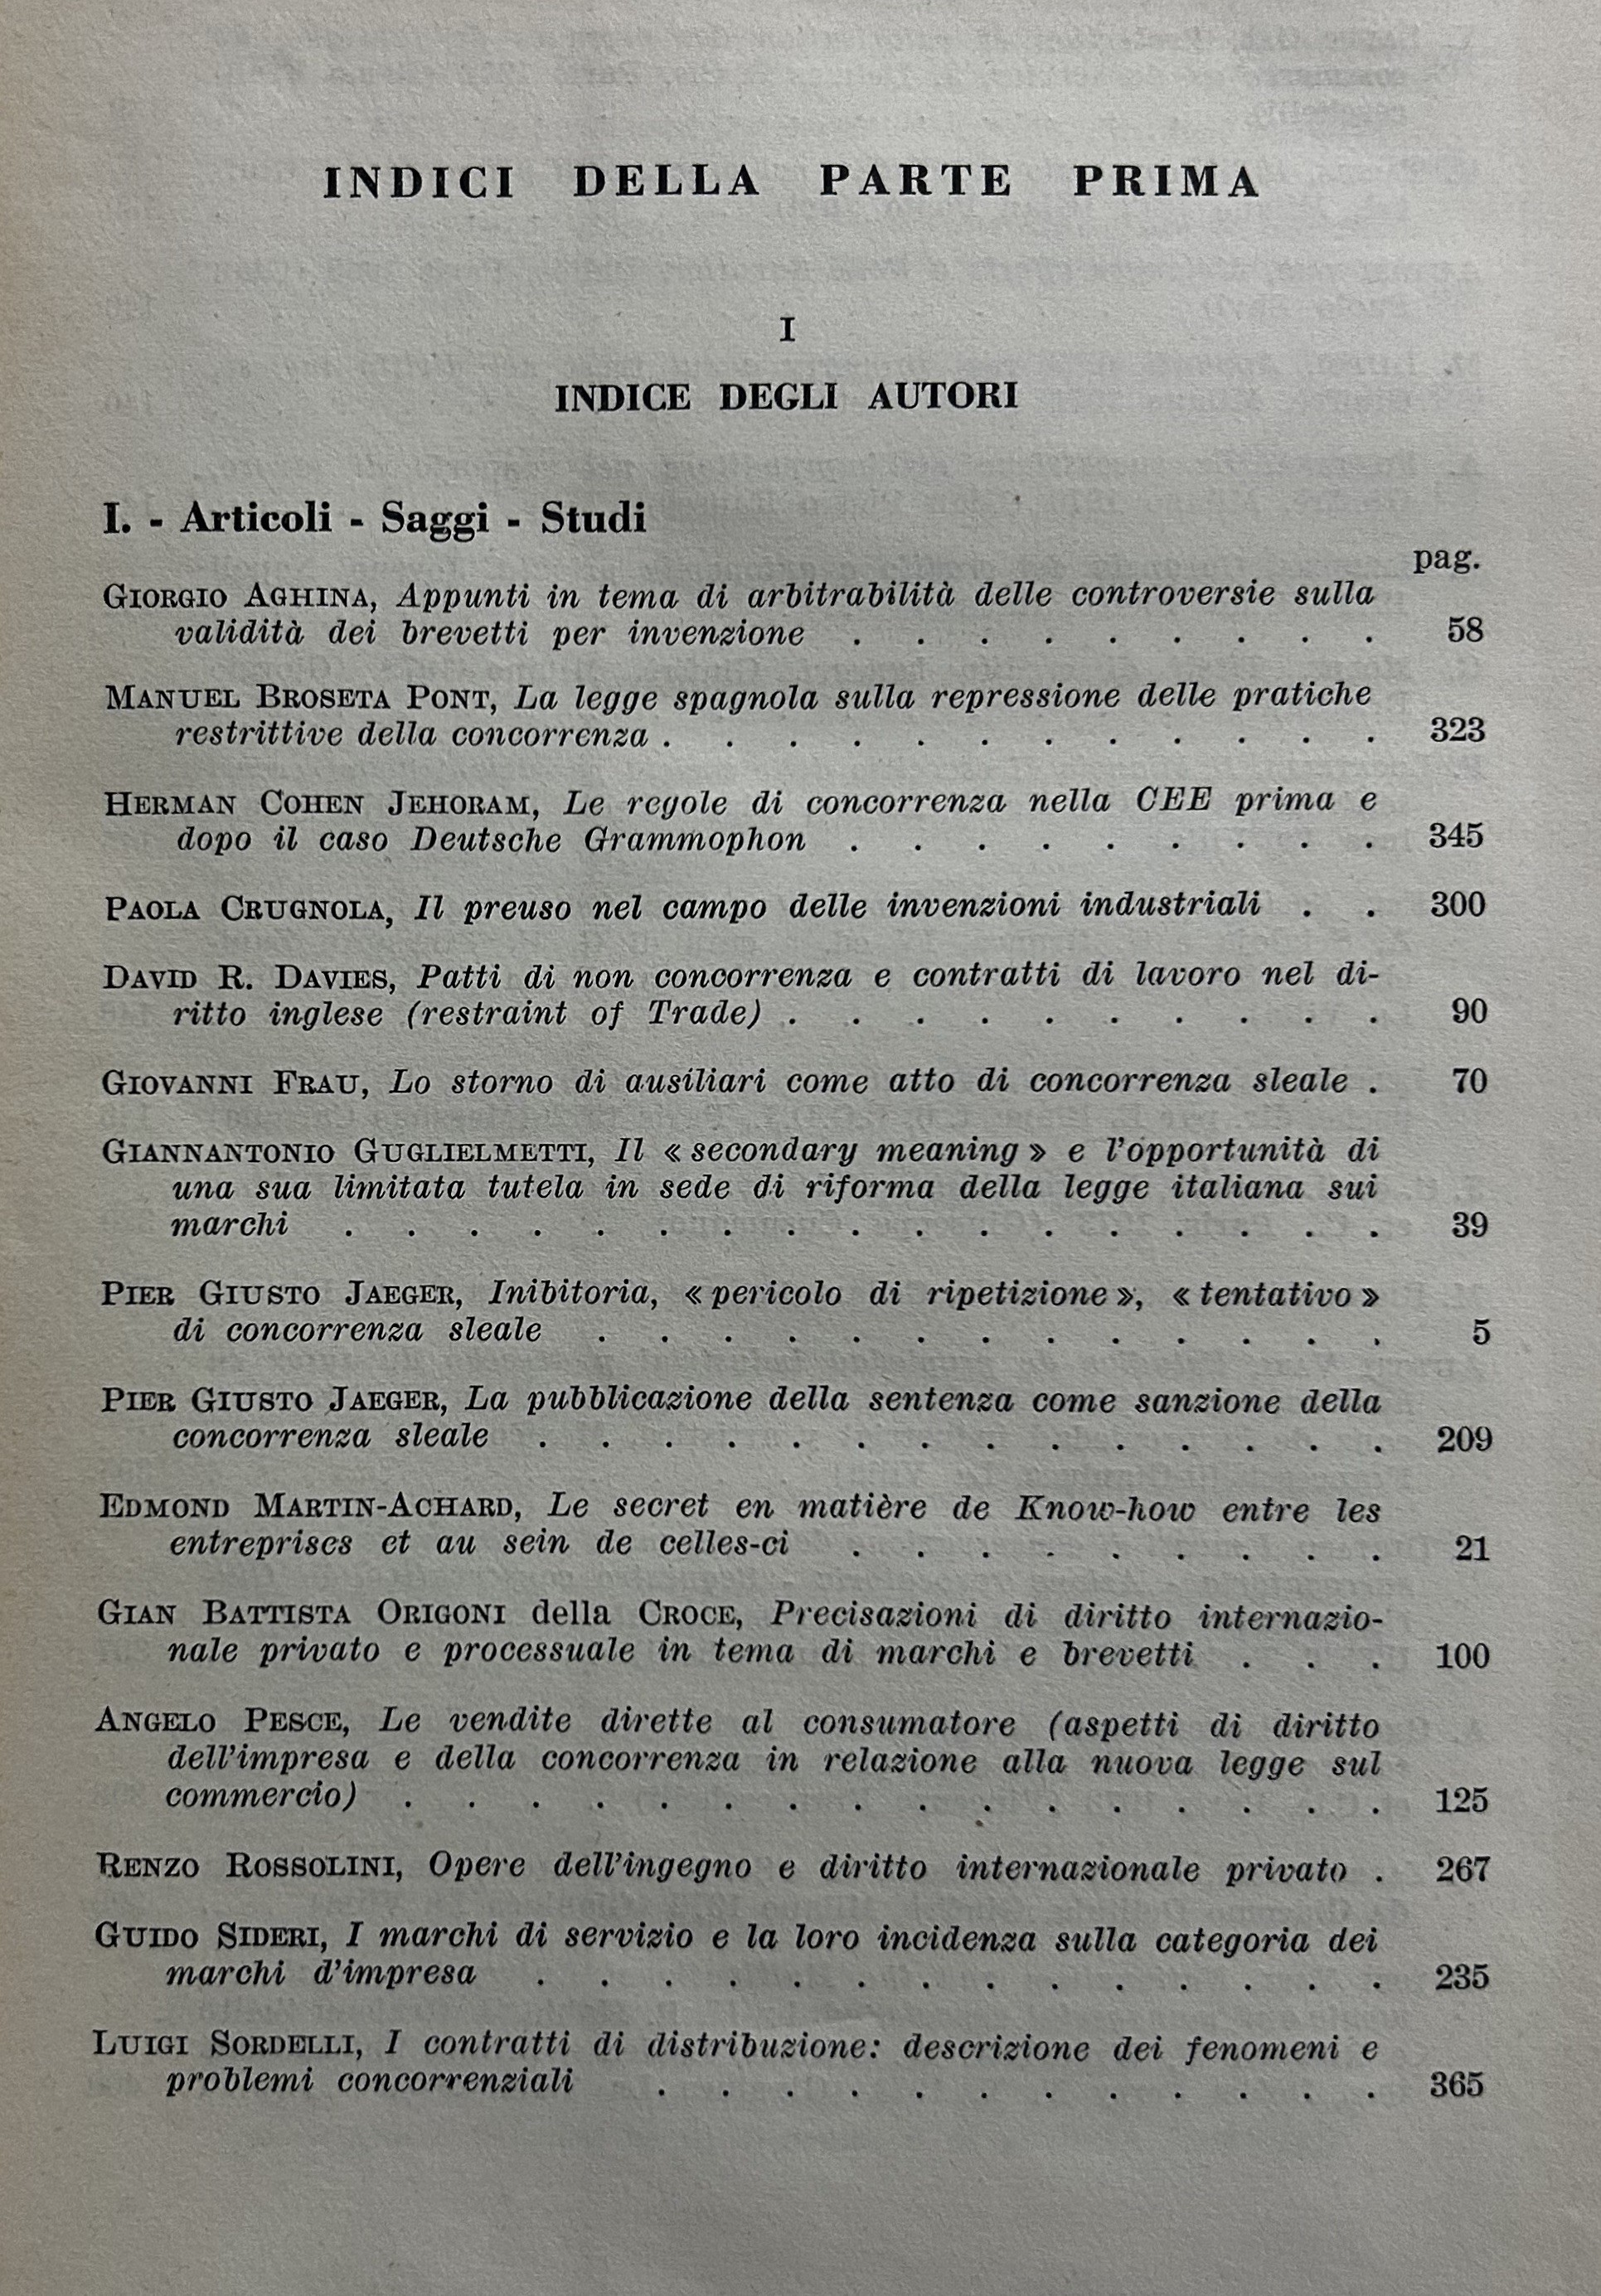 INDICI DELLA PARTE PRIMA
I
INDICE DEGLI AUTORI
I. - Articoli - Saggi - Studi
pag.
GIORGIO AGHINA, Appunti in tema di arbitrabilità delle controversie sulla
validità dei brevetti per invenzione . . . . . . . . . 58
MANUEL BROSETA PONT, La legge spagnola sulla repressione delle pratiche
restrittive della concorrenza . . . . . . . . . . . . 323
HERMAN COHEN JEHORAM, Le regole di concorrenza nella CEE prima e
dopo il caso Deutsche Grammophon . . . . . . . . . 345
PAOLA CRUGNOLA, Il preuso nel campo delle invenzioni industriali . . 300
DAVID R. DAVIES, Patti di non concorrenza e contratti di lavoro nel di-
ritto inglese (restraint of Trade) . . . . . . . . . . 90
GIOVANNI FRAU, Lo storno di ausiliari come atto di concorrenza sleale . 70
GIANNANTONIO GUGLIELMETTI, Il « secondary meaning » e l'opportunità di
una sua limitata tutela in sede di riforma della legge italiana sui
marchi . . . . . . . . . . . . . . . . . 39
PIER GIUSTO JAEGER, Inibitoria, « pericolo di ripetizione », « tentativo »
di concorrenza sleale . . . . . . . . . . . . . 5
PIER GIUSTO JAEGER, La pubblicazione della sentenza come sanzione della
concorrenza sleale . . . . . . . . . . . . . . 209
EDMOND MARTIN-ACHARD, Le secret en matière de Know-how entre les
entreprises et au sein de celles-ci . . . . . . . . . 21
GIAN BATTISTA ORIGONI della CROCE, Precisazioni di diritto internazio-
nale privato e processuale in tema di marchi e brevetti . . . 100
ANGELO PESCE, Le vendite dirette al consumatore (aspetti di diritto
dell'impresa e della concorrenza in relazione alla nuova legge sul
commercio) . . . . . . . . . . . . . . . . 125
RENZO ROSSOLINI, Opere dell'ingegno e diritto internazionale privato . 267
GUIDO SIDERI, I marchi di servizio e la loro incidenza sulla categoria dei
marchi d'impresa . . . . . . . . . . . . . . 235
LUIGI SORDELLI, I contratti di distribuzione: descrizione dei fenomeni e
problemi concorrenziali . . . . . . . . . . . . 365